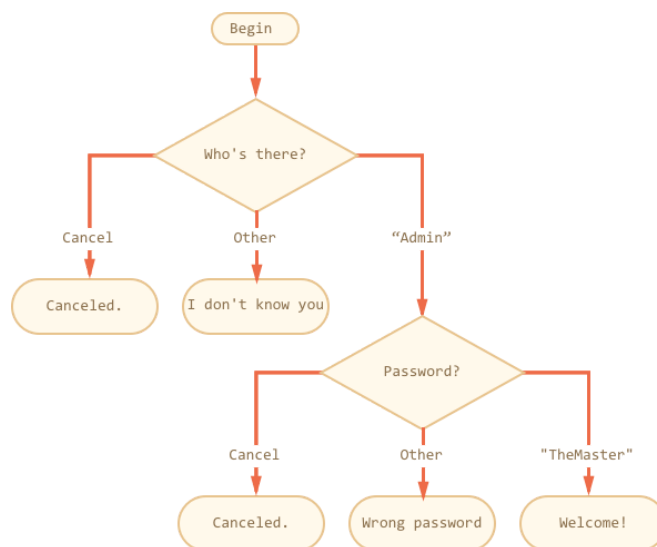 Begin
Who's there?
Cancel
Other
“Admin”
Canceled.
I don't know you
Password?
Cancel
Other
"TheMaster"
Canceled.
Wrong password
Welcome!